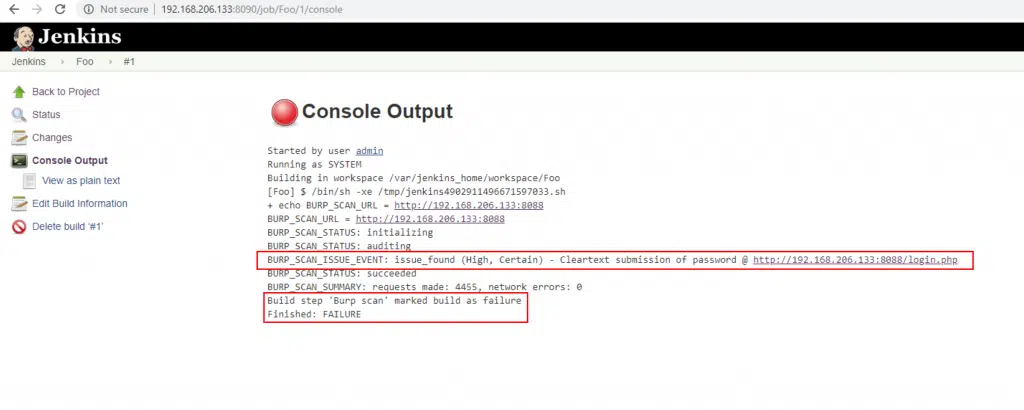 Not secure | 192.168.206.133:8090/job/Foo/1/console
Jenkins
Jenkins › Foo › #1
Back to Project
Status
Changes
Console Output
View as plain text
Edit Build Information
Delete build '#1'
Console Output
Started by user admin
Running as SYSTEM
Building in workspace /var/jenkins_home/workspace/Foo
[Foo] $ /bin/sh -xe /tmp/jenkins4902911496671597033.sh
+ echo BURP_SCAN_URL = http://192.168.206.133:8088
BURP_SCAN_URL = http://192.168.206.133:8088
BURP_SCAN_STATUS: initializing
BURP_SCAN_STATUS: auditing
BURP_SCAN_ISSUE_EVENT: issue_found (High, Certain) - Cleartext submission of password @ http://192.168.206.133:8088/login.php
BURP_SCAN_STATUS: succeeded
BURP_SCAN_SUMMARY: requests made: 4455, network errors: 0
Build step 'Burp scan' marked build as failure
Finished: FAILURE